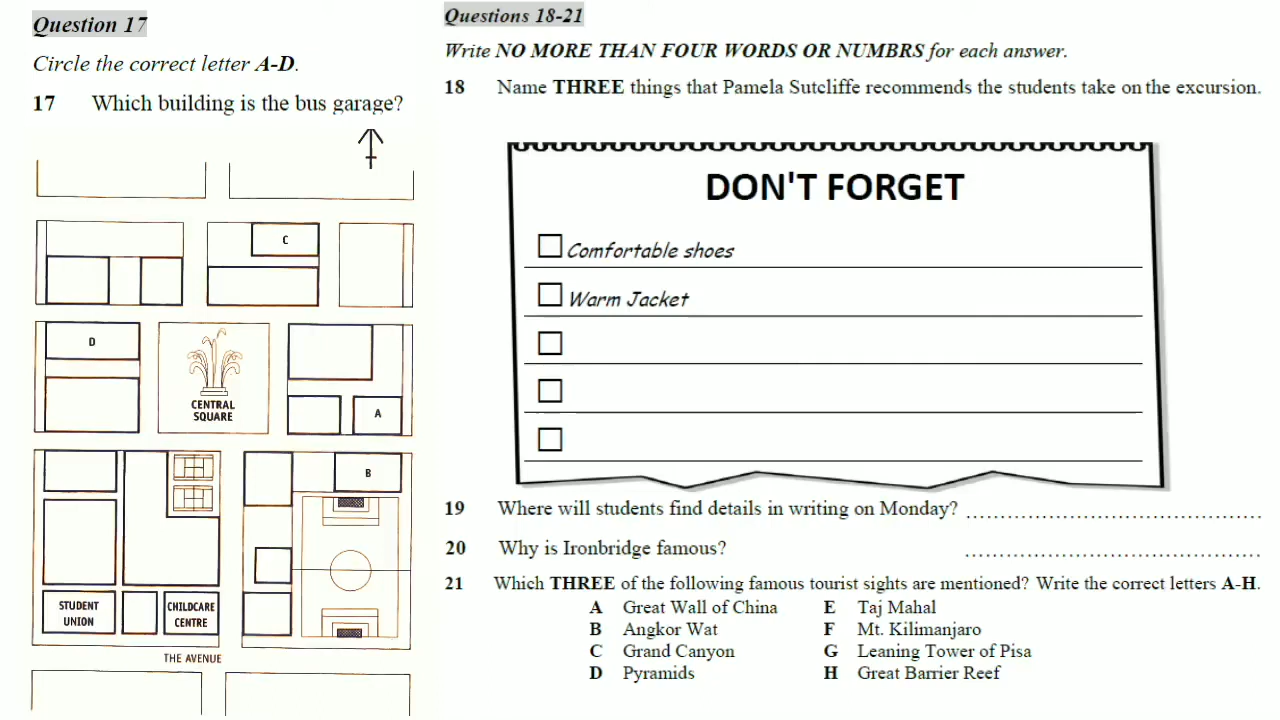 Question 17
Circle the correct letter A-D.
17 Which building is the bus garage?
C
D
CENTRAL
SQUARE
A
B
STUDENT
UNION
CHILDCARE
CENTRE
THE AVENUE
Questions 18-21
Write NO MORE THAN FOUR WORDS OR NUMBRS for each answer.
18 Name THREE things that Pamela Sutcliffe recommends the students take on the excursion.
DON'T FORGET
Comfortable shoes
Warm Jacket
19 Where will students find details in writing on Monday? ........................................
20 Why is Ironbridge famous? ........................................
21 Which THREE of the following famous tourist sights are mentioned? Write the correct letters A-H.
A Great Wall of China E Taj Mahal
B Angkor Wat F Mt. Kilimanjaro
C Grand Canyon G Leaning Tower of Pisa
D Pyramids H Great Barrier Reef